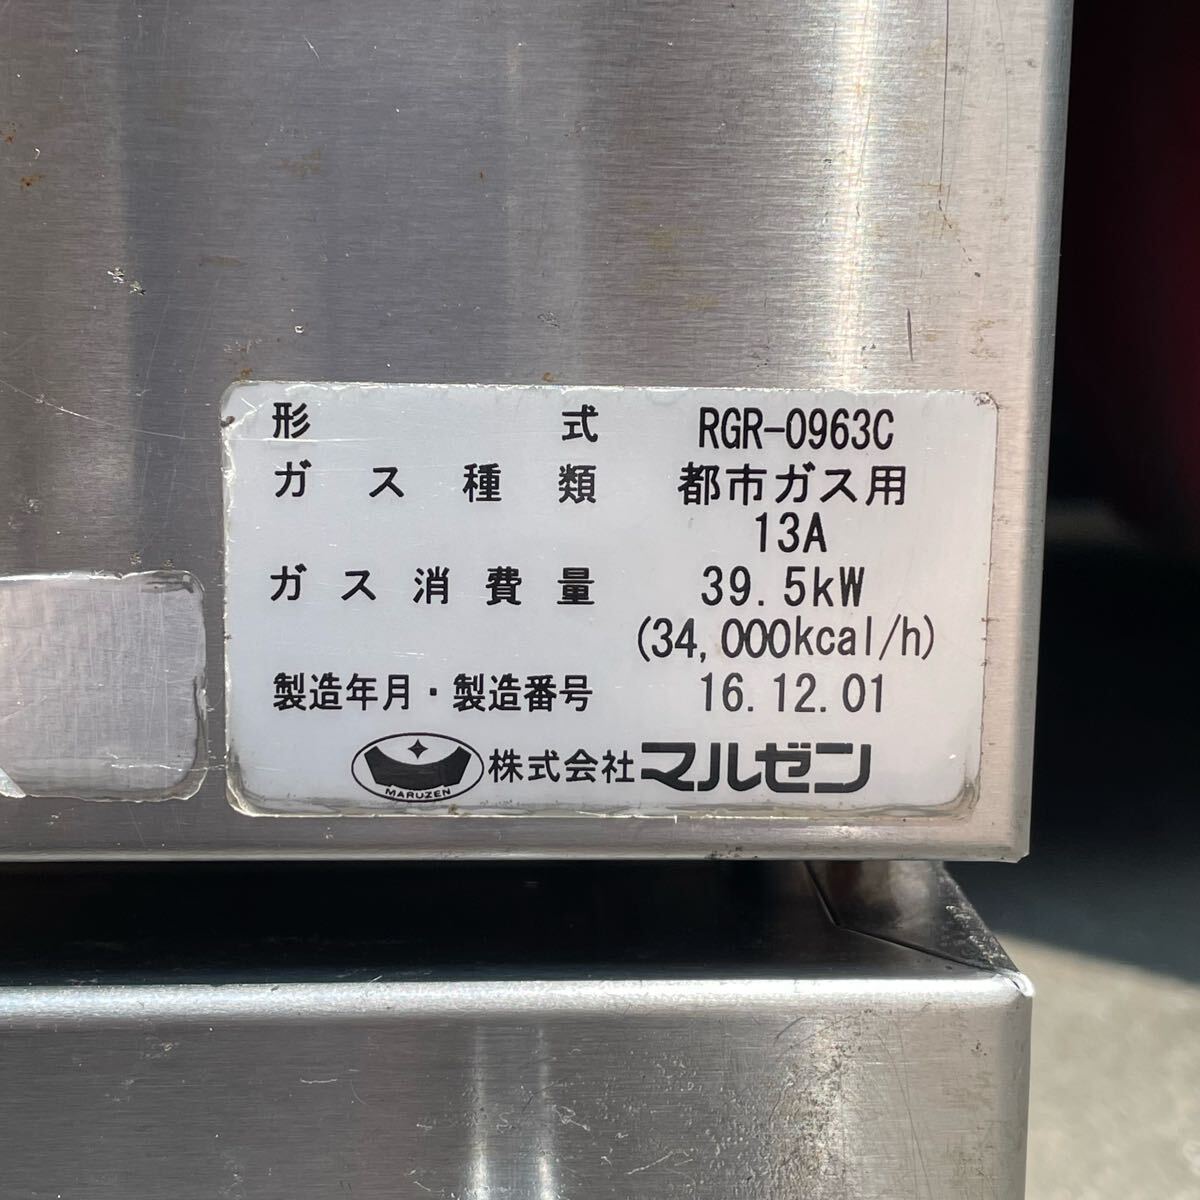 形式 RGR-0963C
ガス種類 都市ガス用
13A
ガス消費量 39.5kW
(34,000kcal/h)
製造年月・製造番号 16.12.01
MARUZEN 株式会社マルゼン